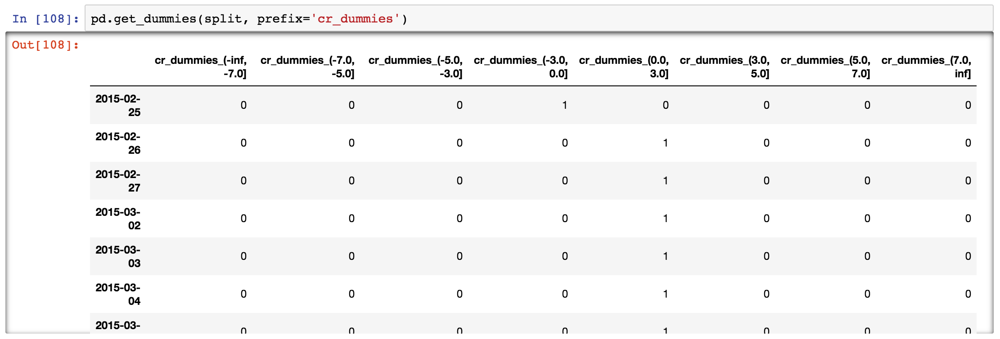 In [108]: pd.get_dummies(split, prefix='cr_dummies')
Out[108]:
cr_dummies_(-inf, cr_dummies_(-7.0, cr_dummies_(-5.0, cr_dummies_(-3.0, cr_dummies_(0.0, cr_dummies_(3.0, cr_dummies_(5.0, cr_dummies_(7.0,
-7.0] -5.0] -3.0] 0.0] 3.0] 5.0] 7.0] inf]
2015-02-
25 0 0 0 1 0 0 0 0
2015-02-
26 0 0 0 0 1 0 0 0
2015-02-
27 0 0 0 0 1 0 0 0
2015-03-
02 0 0 0 0 1 0 0 0
2015-03-
03 0 0 0 0 1 0 0 0
2015-03-
04 0 0 0 0 1 0 0 0
2015-03-
0 0 0 0 1 0 0 0